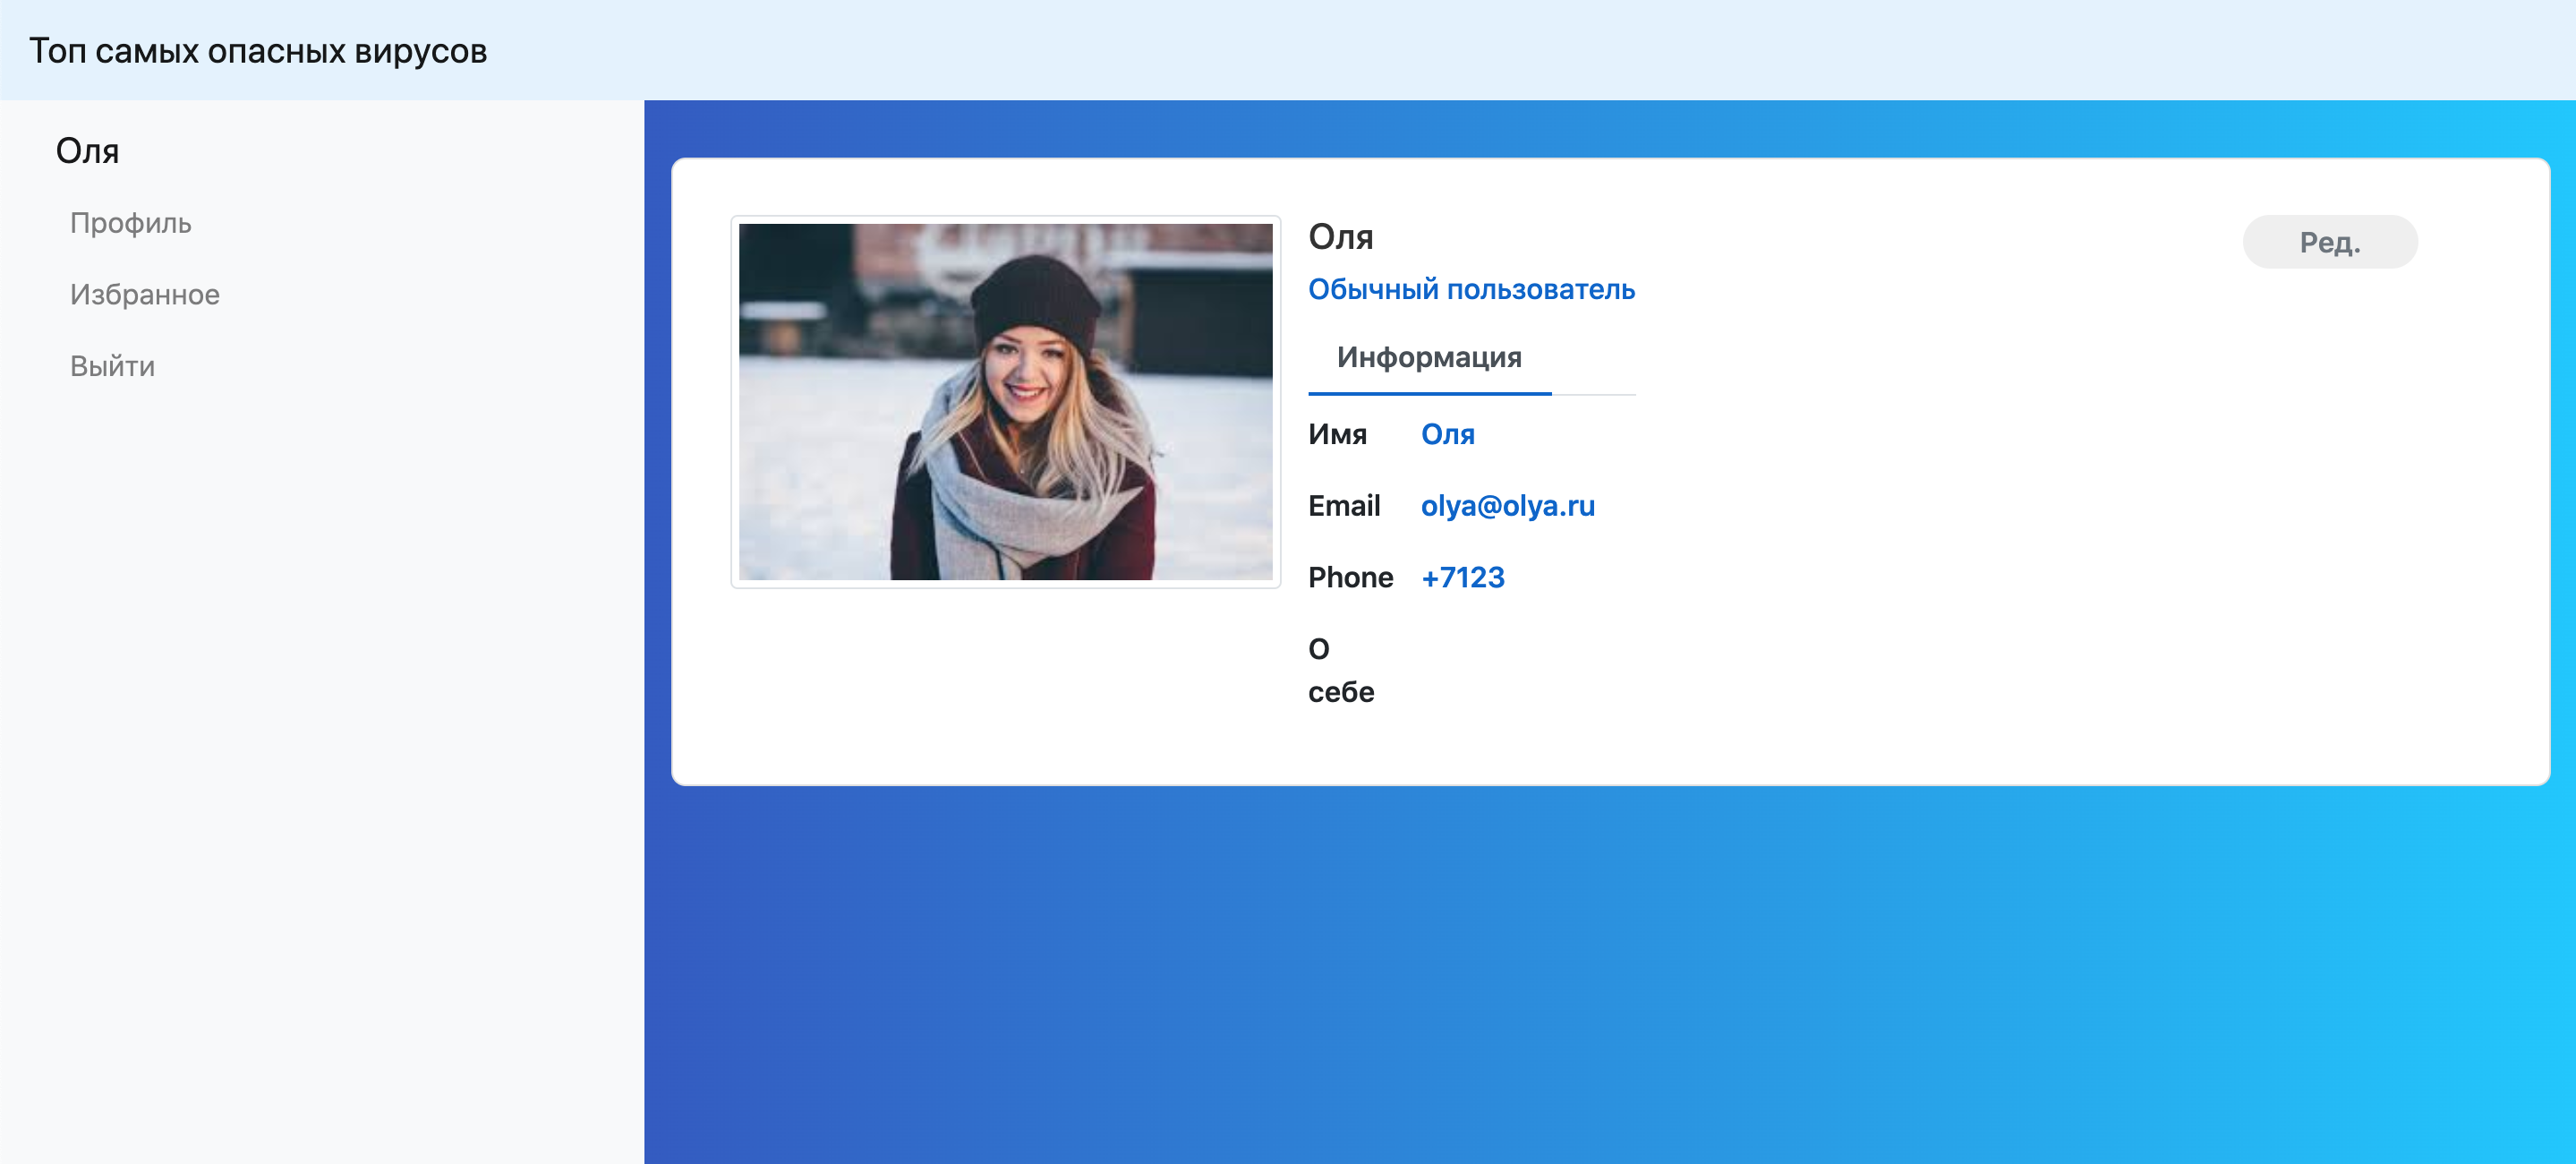 Топ самых опасных вирусов
Оля
Профиль
Избранное
Выйти
Оля
Ред.
Обычный пользователь
Информация
Имя Оля
Email olya@olya.ru
Phone +7123
О
себе